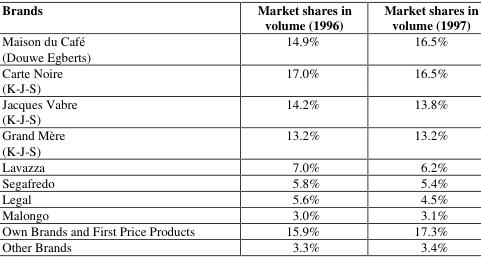 Brands Market shares in volume (1996) Market shares in volume (1997)
Maison du Café 14.9% 16.5%
(Douwe Egberts)
Carte Noire 17.0% 16.5%
(K-J-S)
Jacques Vabre 14.2% 13.8%
(K-J-S)
Grand Mère 13.2% 13.2%
(K-J-S)
Lavazza 7.0% 6.2%
Segafredo 5.8% 5.4%
Legal 5.6% 4.5%
Malongo 3.0% 3.1%
Own Brands and First Price Products 15.9% 17.3%
Other Brands 3.3% 3.4%